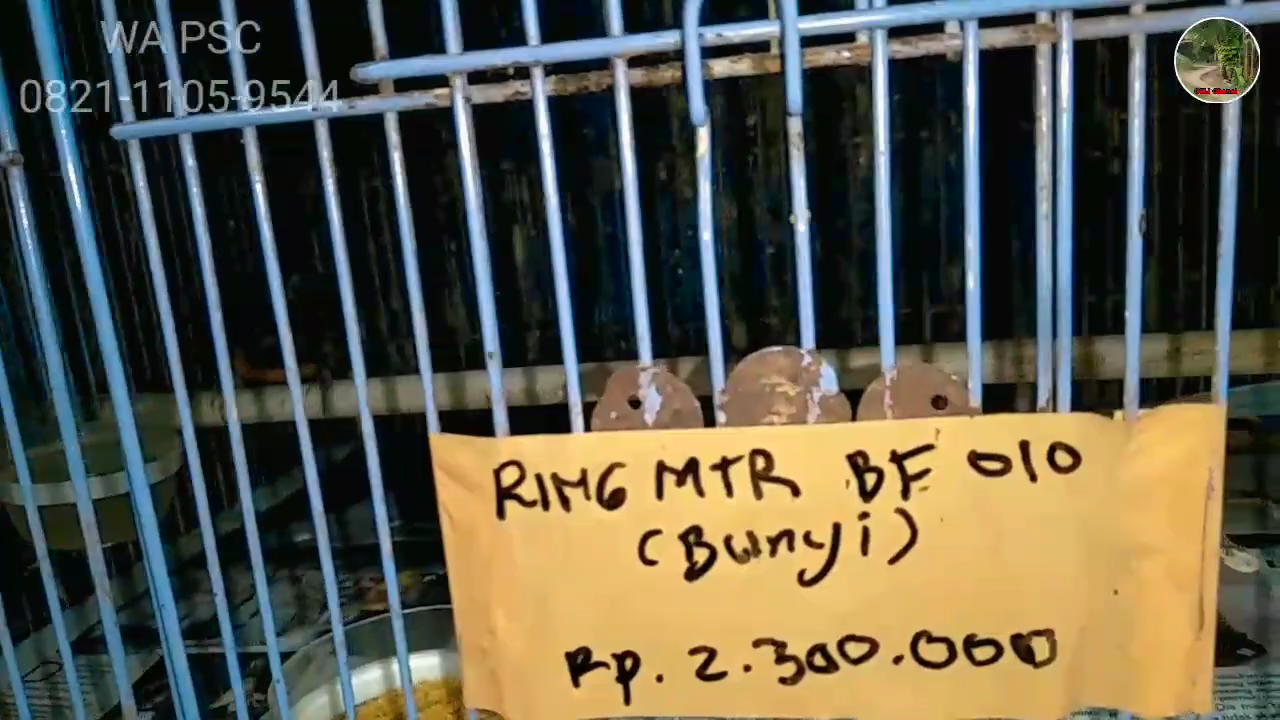 WA PSC
0821-1105-9544
RING MTR BF 010
(Bunyi)
Rp. 2.300.000